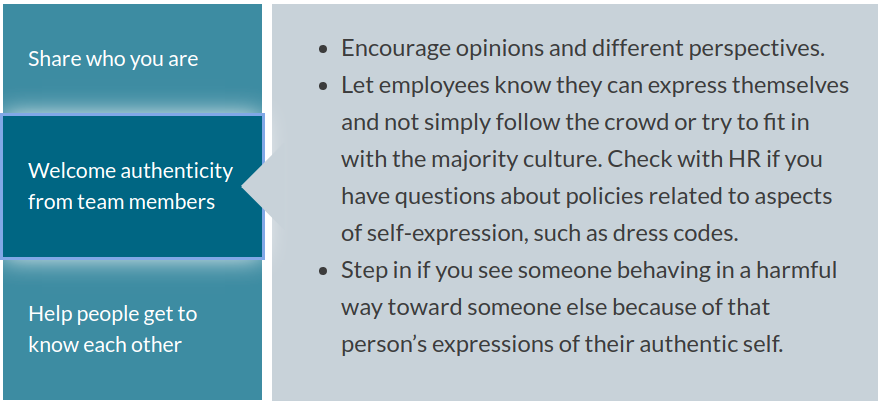 Share who you are
Welcome authenticity
from team members
Help people get to
know each other
• Encourage opinions and different perspectives.
• Let employees know they can express themselves
and not simply follow the crowd or try to fit in
with the majority culture. Check with HR if you
have questions about policies related to aspects
of self-expression, such as dress codes.
• Step in if you see someone behaving in a harmful
way toward someone else because of that
person’s expressions of their authentic self.